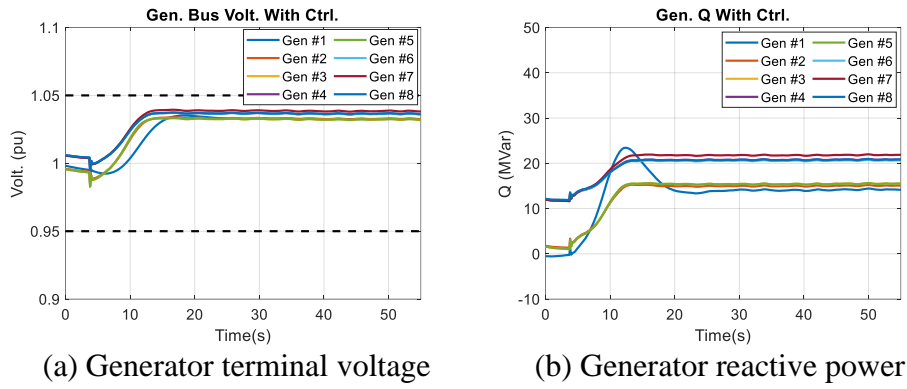 Gen. Bus Volt. With Ctrl.
1.1
1.05
1
0.95
0.9
Volt. (pu)
Gen #1 Gen #5
Gen #2 Gen #6
Gen #3 Gen #7
Gen #4 Gen #8
0 10 20 30 40 50
Time(s)
(a) Generator terminal voltage
Gen. Q With Ctrl.
50
40
30
20
10
0
-10
Q (MVar)
Gen #1 Gen #5
Gen #2 Gen #6
Gen #3 Gen #7
Gen #4 Gen #8
0 10 20 30 40 50
Time(s)
(b) Generator reactive power